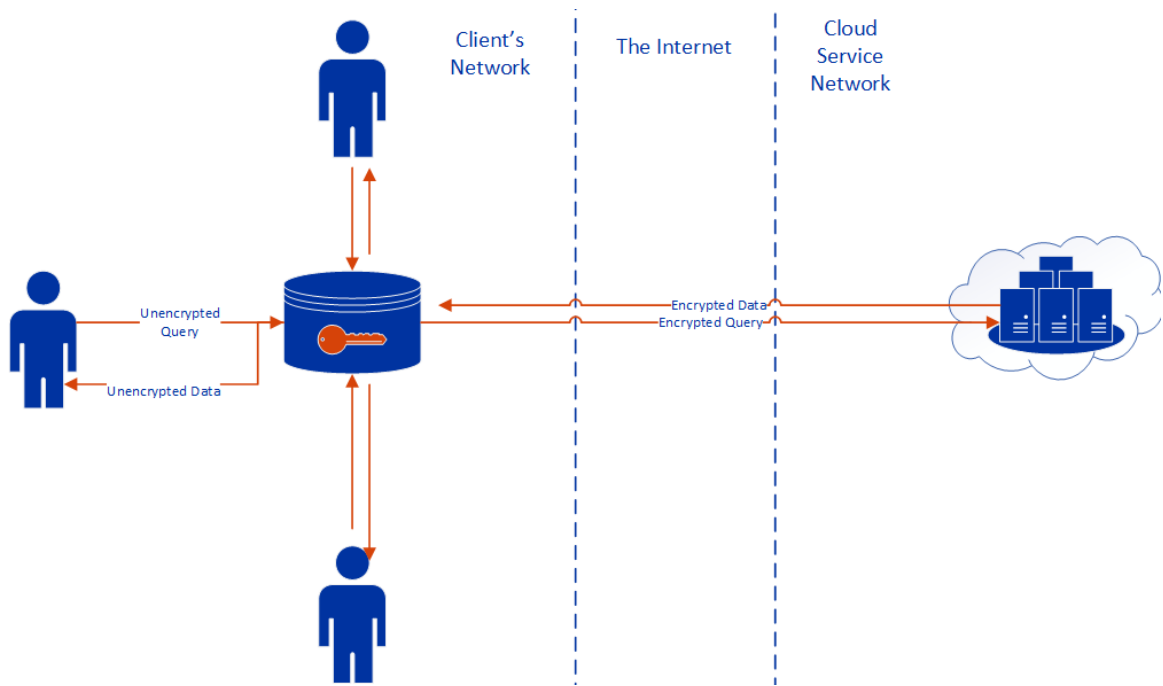 Client's
Network
The Internet
Cloud
Service
Network
Unencrypted
Query
Unencrypted Data
Encrypted Data
Encrypted Query